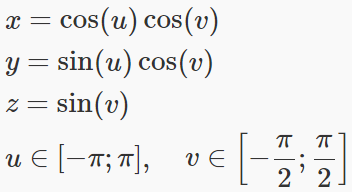 x = cos(u) cos(v)
y = sin(u) cos(v)
z = sin(v)
u ∈ [−π; π], v ∈ [−π/2; π/2]